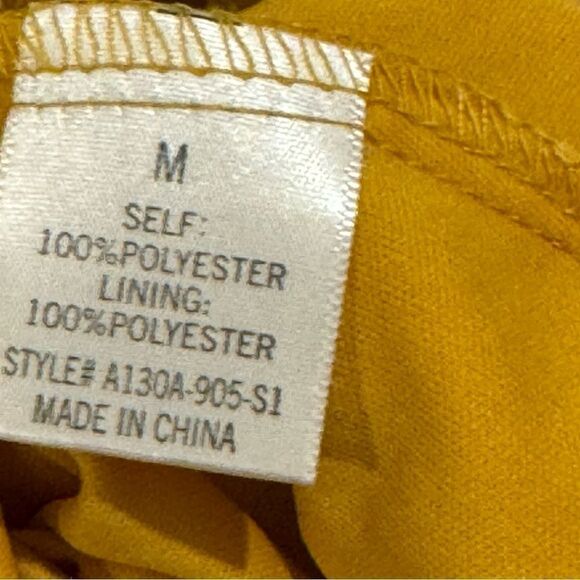 M
SELF:
100%POLYESTER
LINING:
100%POLYESTER
STYLE# A130A-905-S1
MADE IN CHINA